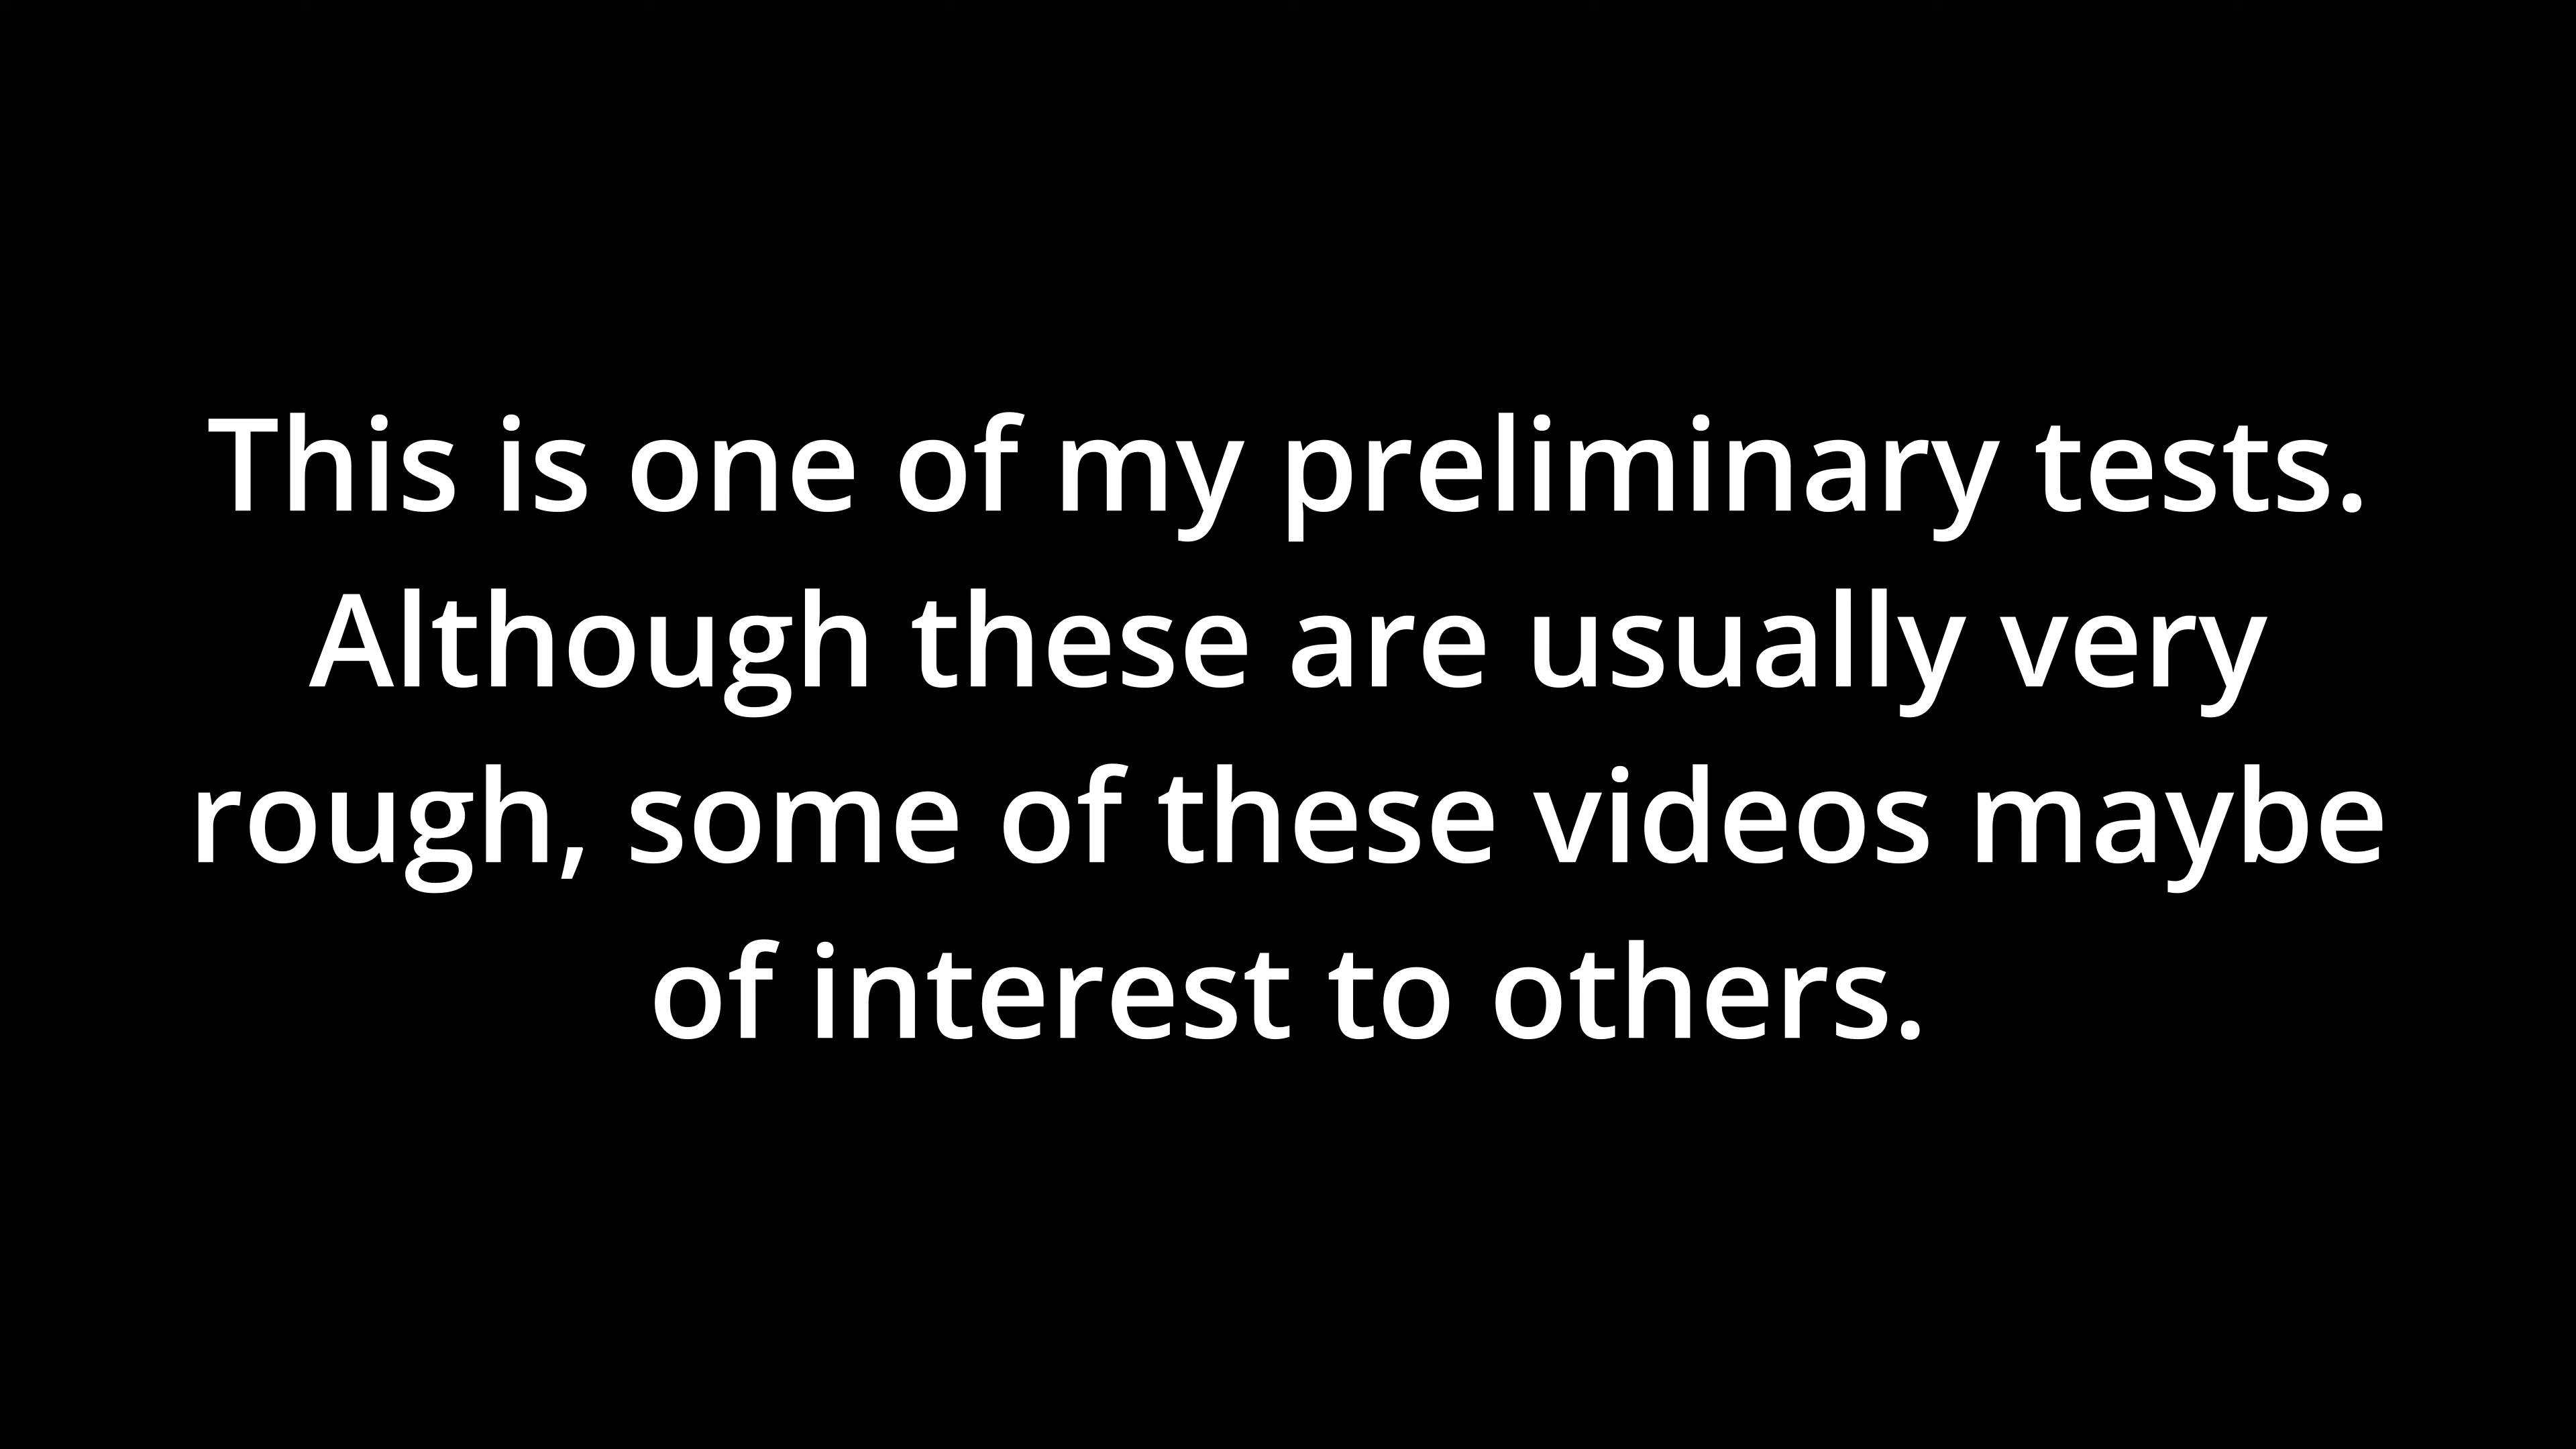 This is one of my preliminary tests.
Although these are usually very
rough, some of these videos maybe
of interest to others.